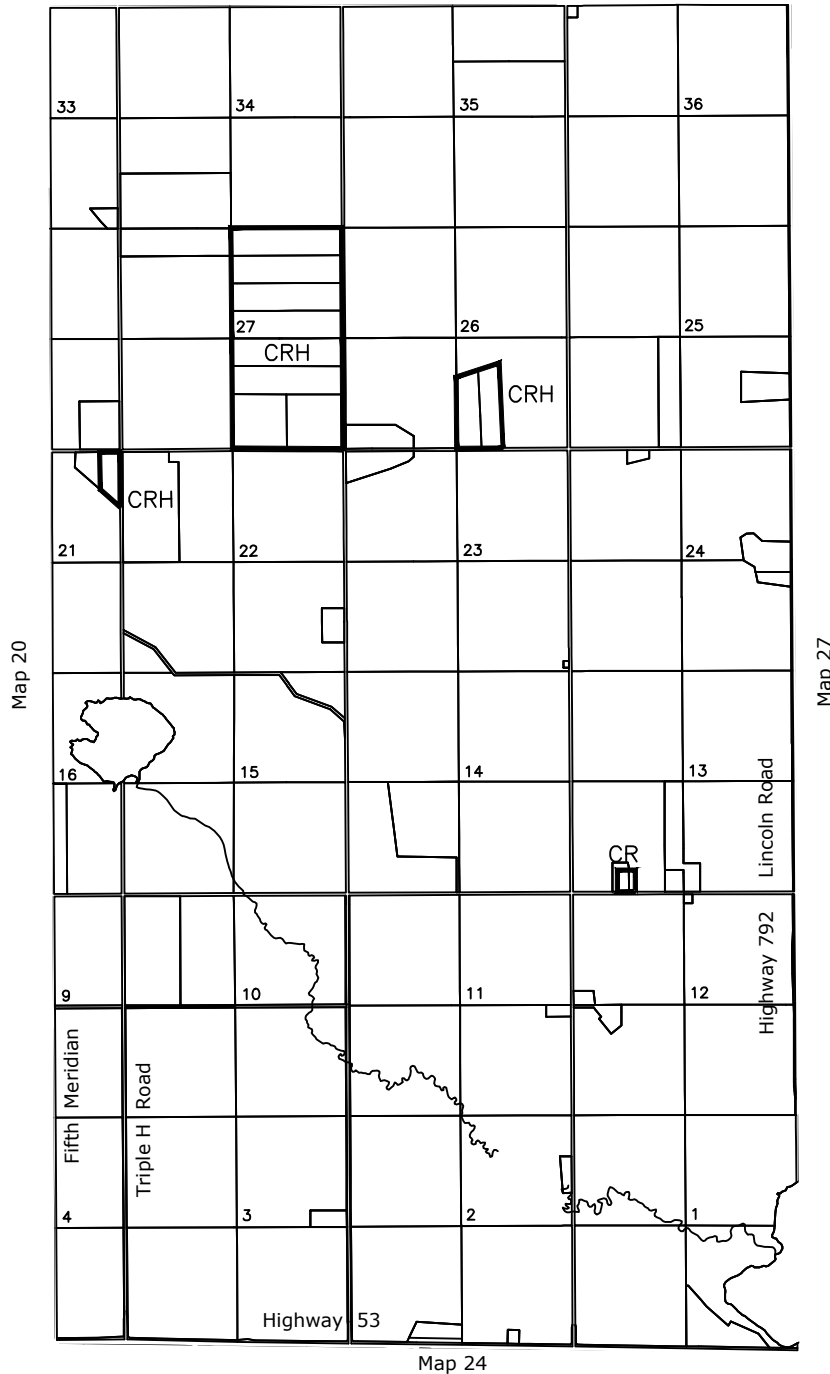 33 34 35 36
27 26 25
CRH
CRH
CRH
21 22 23 24
Map 20
Map 27
16 15 14 13
Lincoln Road
CR
9 10 11 12
Highway 792
Fifth Meridian
Triple H Road
4 3 2 1
Highway 53
Map 24